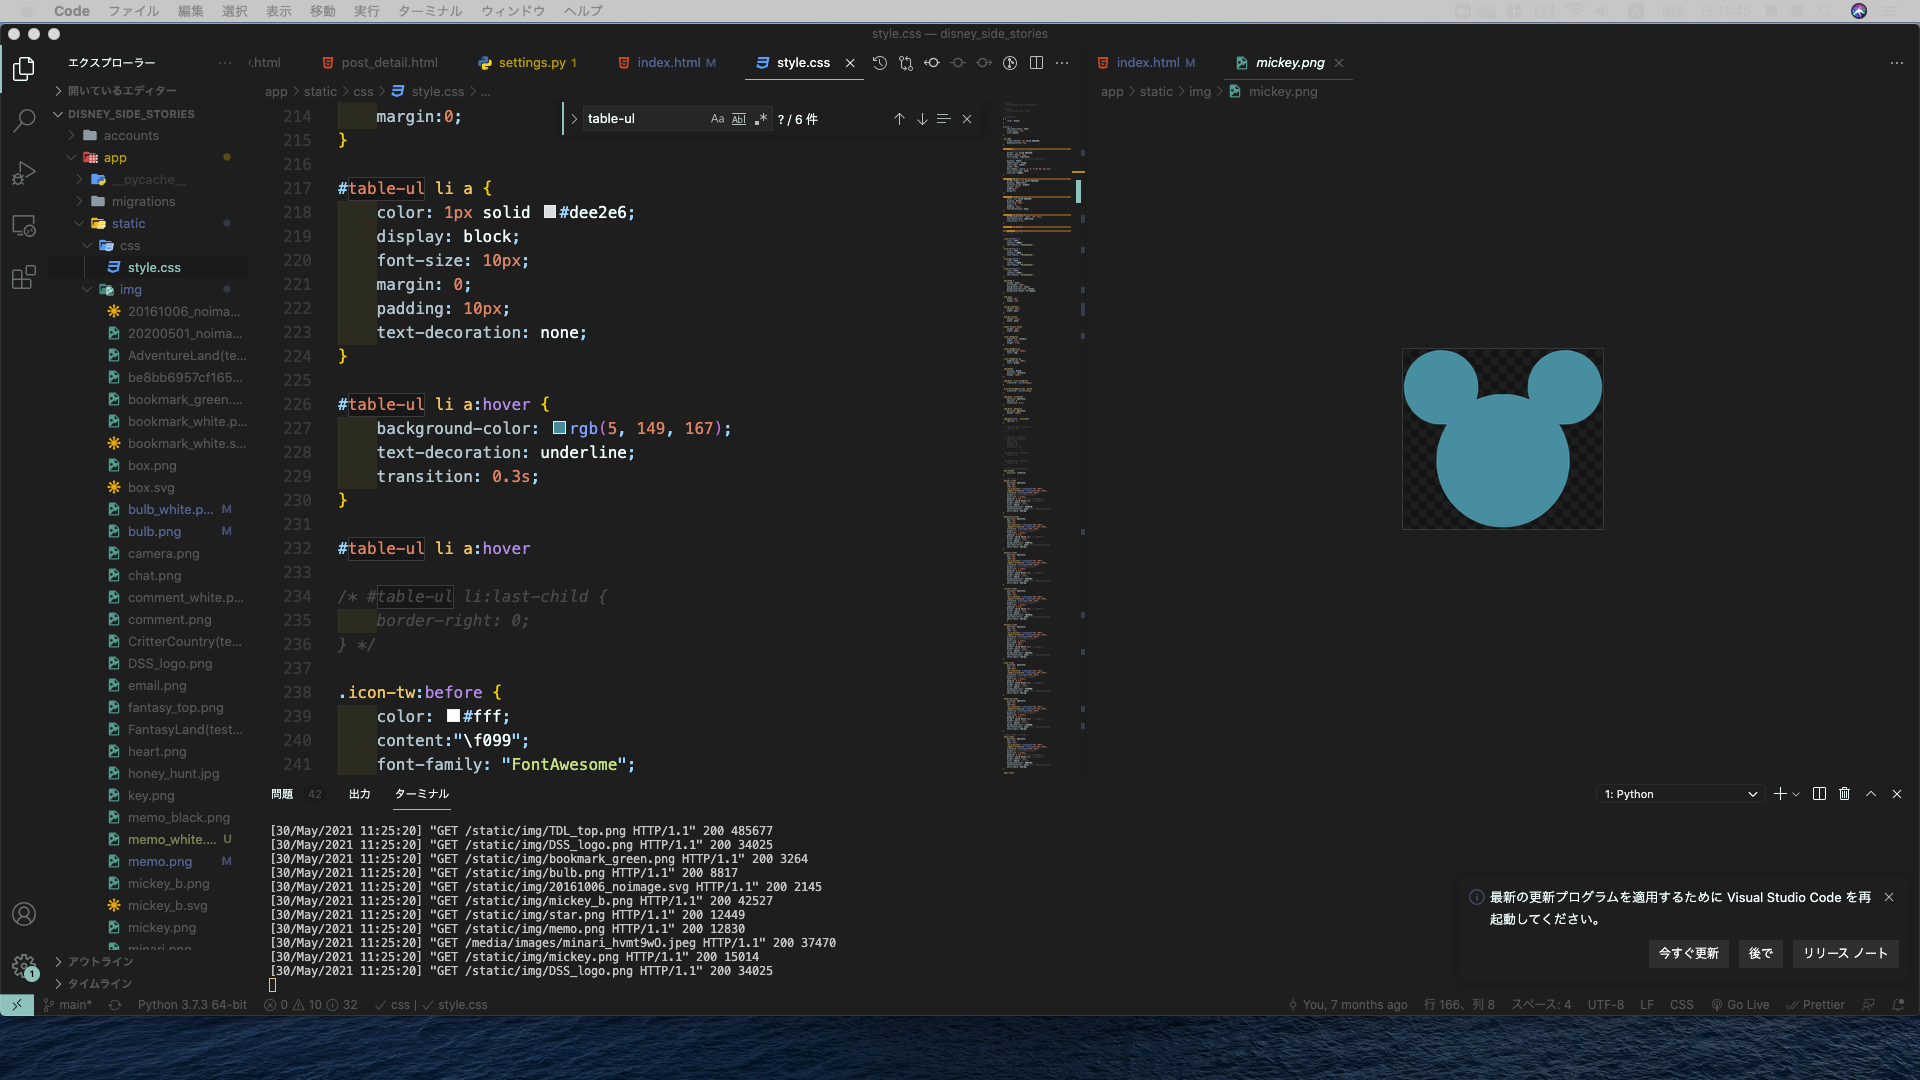 Code ファイル 編集 選択 表示 移動 実行 ターミナル ウィンドウ ヘルプ
日 11:45
style.css — disney_side_stories
エクスプローラー
開いているエディター
DISNEY_SIDE_STORIES
accounts
app
__pycache__
migrations
static
css
style.css
img
20161006_noima...
20200501_noima...
AdventureLand(te...
be8bb6957cf165...
bookmark_green....
bookmark_white.p...
bookmark_white.s...
box.png
box.svg
bulb_white.p... M
bulb.png M
camera.png
chat.png
comment_white.p...
comment.png
CritterCountry(te...
DSS_logo.png
email.png
fantasy_top.png
FantasyLand(test...
heart.png
honey_hunt.jpg
key.png
memo_black.png
memo_white.... U
memo.png M
mickey_b.png
mickey_b.svg
mickey.png
minari.png
アウトライン
タイムライン
.html post_detail.html settings.py 1 index.html M style.css
app > static > css > style.css > ...
table-ul Aa Abl .* ? / 6 件
214 margin:0;
215 }
216
217 #table-ul li a {
218 color: 1px solid #dee2e6;
219 display: block;
220 font-size: 10px;
221 margin: 0;
222 padding: 10px;
223 text-decoration: none;
224 }
225
226 #table-ul li a:hover {
227 background-color: rgb(5, 149, 167);
228 text-decoration: underline;
229 transition: 0.3s;
230 }
231
232 #table-ul li a:hover
233
234 /* #table-ul li:last-child {
235 border-right: 0;
236 } */
237
238 .icon-tw:before {
239 color: #fff;
240 content:"\f099";
241 font-family: "FontAwesome";
index.html M mickey.png
app > static > img > mickey.png
問題 42 出力 ターミナル
1: Python
[30/May/2021 11:25:20] "GET /static/img/TDL_top.png HTTP/1.1" 200 485677
[30/May/2021 11:25:20] "GET /static/img/DSS_logo.png HTTP/1.1" 200 34025
[30/May/2021 11:25:20] "GET /static/img/bookmark_green.png HTTP/1.1" 200 3264
[30/May/2021 11:25:20] "GET /static/img/bulb.png HTTP/1.1" 200 8817
[30/May/2021 11:25:20] "GET /static/img/20161006_noimage.svg HTTP/1.1" 200 2145
[30/May/2021 11:25:20] "GET /static/img/mickey_b.png HTTP/1.1" 200 42527
[30/May/2021 11:25:20] "GET /static/img/star.png HTTP/1.1" 200 12449
[30/May/2021 11:25:20] "GET /static/img/memo.png HTTP/1.1" 200 12830
[30/May/2021 11:25:20] "GET /media/images/minari_hvmt9wO.jpeg HTTP/1.1" 200 37470
[30/May/2021 11:25:20] "GET /static/img/mickey.png HTTP/1.1" 200 15014
[30/May/2021 11:25:20] "GET /static/img/DSS_logo.png HTTP/1.1" 200 34025
最新の更新プログラムを適用するために Visual Studio Code を再
起動してください。
今すぐ更新 後で リリース ノート
1
main* Python 3.7.3 64-bit 0 10 32 css | style.css You, 7 months ago 行 166、列 8 スペース: 4 UTF-8 LF CSS Go Live Prettier